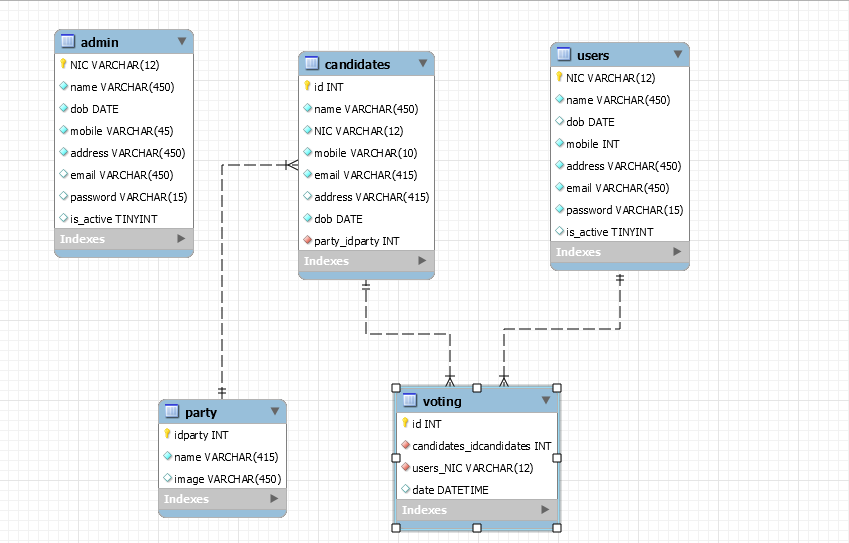 admin
NIC VARCHAR(12)
name VARCHAR(450)
dob DATE
mobile VARCHAR(45)
address VARCHAR(450)
email VARCHAR(450)
password VARCHAR(15)
is_active TINYINT
Indexes
candidates
id INT
name VARCHAR(450)
NIC VARCHAR(12)
mobile VARCHAR(10)
email VARCHAR(415)
address VARCHAR(415)
dob DATE
party_idparty INT
Indexes
users
NIC VARCHAR(12)
name VARCHAR(450)
dob DATE
mobile INT
address VARCHAR(450)
email VARCHAR(450)
password VARCHAR(15)
is_active TINYINT
Indexes
party
idparty INT
name VARCHAR(415)
image VARCHAR(450)
Indexes
voting
id INT
candidates_idcandidates INT
users_NIC VARCHAR(12)
date DATETIME
Indexes